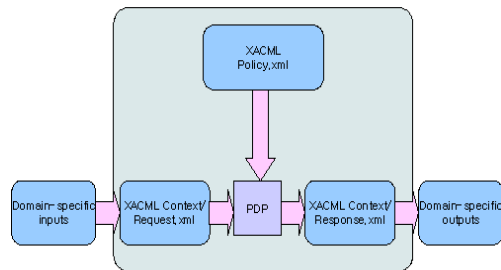 XACML
Policy,xml
Domain-specific
inputs
XACML Context/
Request,xml
PDP
XACML Context/
Response,xml
Domain-specific
outputs